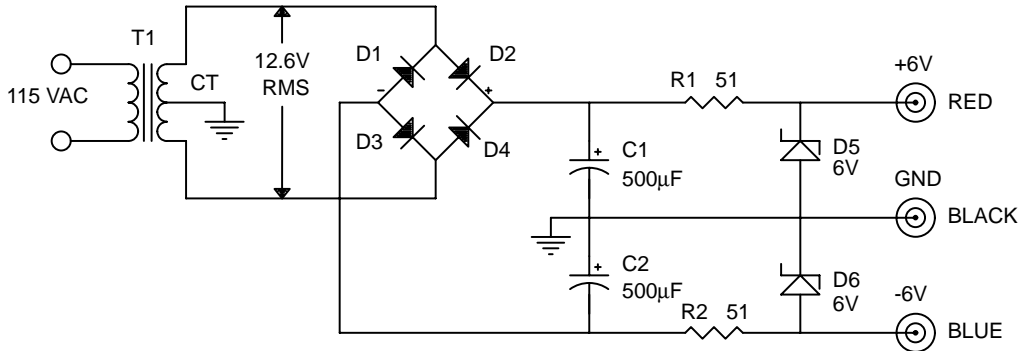 T1
115 VAC
CT
12.6V
RMS
D1
D2
-
+
D3
D4
R1 51
+6V
RED
+
C1
500µF
D5
6V
GND
BLACK
+
C2
500µF
D6
6V
R2 51
-6V
BLUE